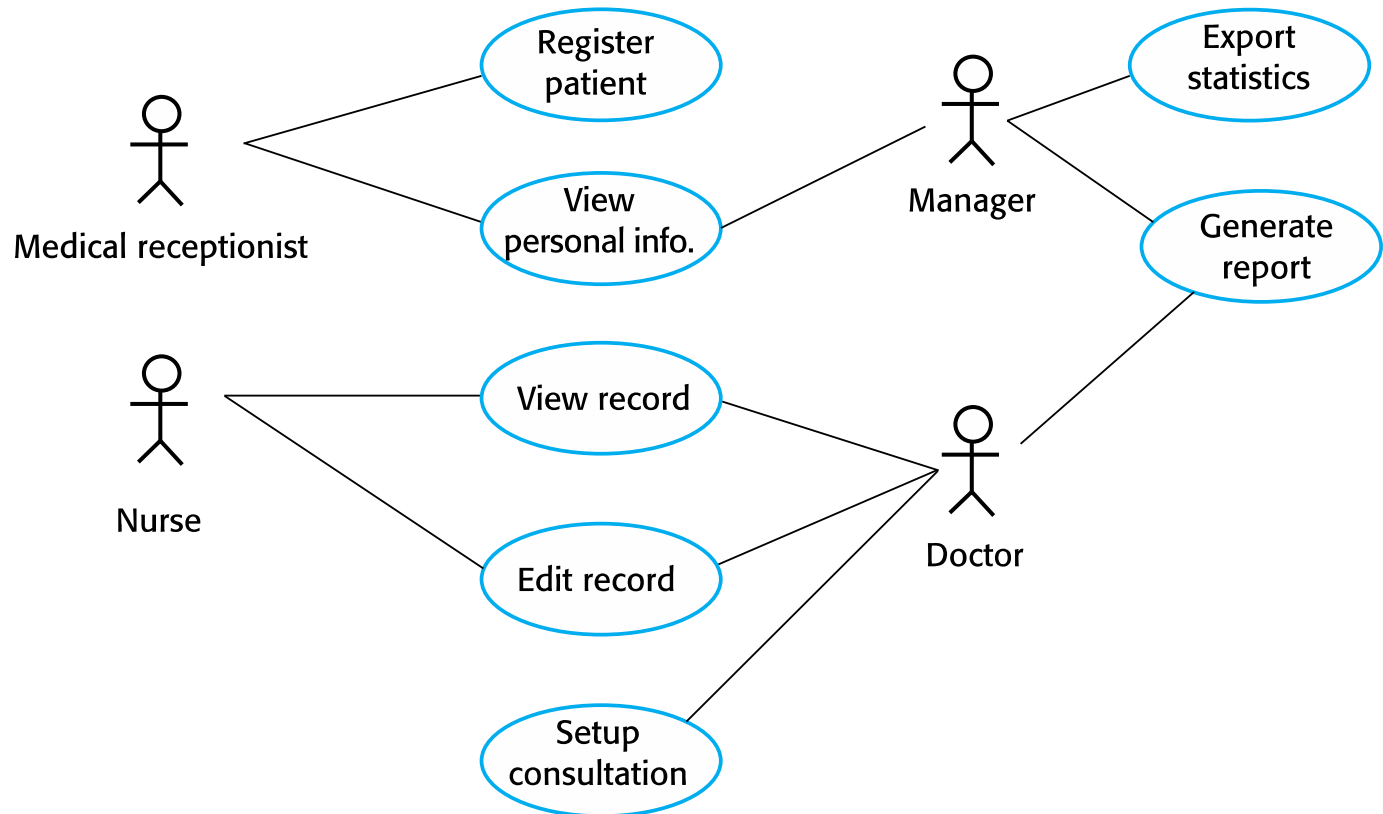 Register
patient
Export
statistics
Medical receptionist
View
personal info.
Manager
Generate
report
Nurse
View record
Edit record
Doctor
Setup
consultation